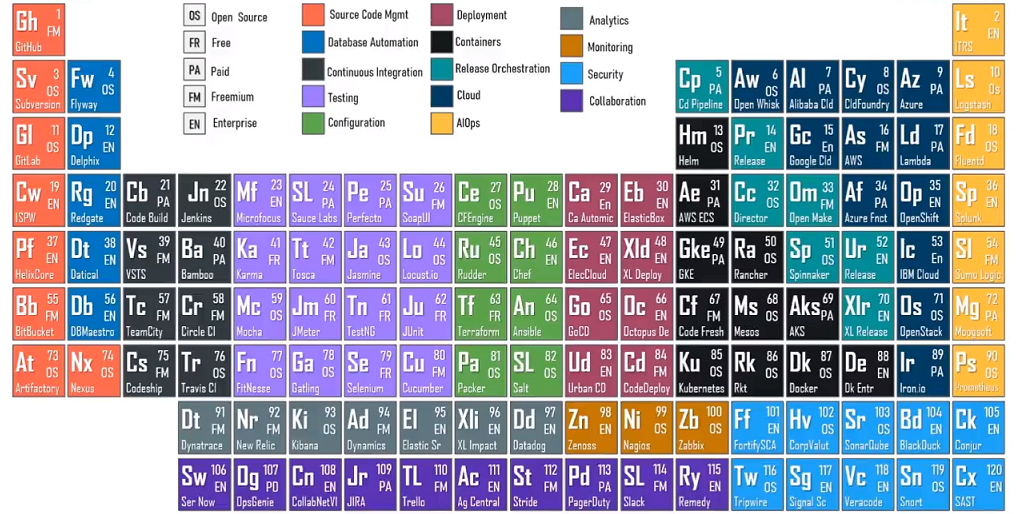 Gh 1 FM GitHub
OS Open Source
FR Free
PA Paid
FM Freemium
EN Enterprise
Source Code Mgmt
Database Automation
Continuous Integration
Testing
Configuration
Deployment
Containers
Release Orchestration
Cloud
AIOps
Analytics
Monitoring
Security
Collaboration
It 2 EN ITRS
Sv 3 OS Subversion
Fw 4 OS Flyway
Cp 5 PA Cd Pipeline
Aw 6 OS Open Whisk
Al 7 PA Alibaba Cld
Cy 8 OS CldFoundry
Az 9 PA Azure
Ls 10 Os Logstash
Gl 11 OS GitLab
Dp 12 EN Delphix
Hm 13 OS Helm
Pr 14 EN Release
Gc 15 En Google Cld
As 16 FM AWS
Ld 17 PA Lambda
Fd 18 OS Fluentd
Cw 19 EN ISPW
Rg 20 EN Redgate
Cb 21 PA Code Build
Jn 22 OS Jenkins
Mf 23 EN Microfocus
SL 24 PA Sauce Labs
Pe 25 PA Perfecto
Su 26 FM SoapUI
Ce 27 OS CFEngine
Pu 28 EN Puppet
Ca 29 En Ca Automic
Eb 30 EN ElasticBox
Ae 31 PA AWS ECS
Cc 32 OS Director
Om 33 OS Open Make
Af 34 PA Azure Fnct
Op 35 EN OpenShift
Sp 36 EN Splunk
Pf 37 EN HelixCore
Dt 38 EN Datical
Vs 39 FM VSTS
Ba 40 PA Bamboo
Ka 41 FR Karma
Tt 42 EN Tosca
Ja 43 OS Jasmine
Lo 44 OS Locust.io
Ru 45 OS Rudder
Ch 46 EN Chef
Ec 47 EN ElecCloud
Xld 48 EN XL Deploy
Gke 49 PA GKE
Ra 50 OS Rancher
Sp 51 OS Spinnaker
Ur 52 EN Release
Ic 53 En IBM Cloud
Sl 54 FM Sumo Logic
Bb 55 FM BitBucket
Db 56 EN DBMaestro
Tc 57 FM TeamCity
Cr 58 FM Circle CI
Mc 59 OS Mocha
Jm 60 FR JMeter
Tn 61 FR TestNG
Ju 62 FR JUnit
Tf 63 FR Terraform
An 64 OS Ansible
Go 65 OS GoCD
Oc 66 EN Octopus De
Cf 67 FM Code Fresh
Ms 68 OS Mesos
Aks 69 PA AKS
Xlr 70 EN XL Release
Os 71 OS OpenStack
Mg 72 PA Moogsoft
At 73 OS Artifactory
Nx 74 OS Nexus
Cs 75 FM Codeship
Tr 76 OS Travis CI
Fn 77 OS FitNesse
Ga 78 OS Gatling
Se 79 FR Selenium
Cu 80 FM Cucumber
Pa 81 OS Packer
SL 82 OS Salt
Ud 83 EN Urban CD
Cd 84 FM CodeDeploy
Ku 85 OS Kubernetes
Rk 86 OS Rkt
Dk 87 OS Docker
De 88 EN Dk Entr
Ir 89 PA Iron.io
Ps 90 OS Prometheus
Dt 91 EN Dynatrace
Nr 92 FM New Relic
Ki 93 OS Kibana
Ad 94 FM Dynamics
El 95 EN Elastic Sr
Xli 96 EN XL Impact
Dd 97 EN Datadog
Zn 98 EN Zenoss
Ni 99 OS Nagios
Zb 100 OS Zabbix
Ff 101 EN FortifySCA
Hv 102 EN CorpValut
Sr 103 OS SonarQube
Bd 104 EN BlackDuck
Ck 105 EN Conjur
Sw 106 EN Ser Now
Og 107 PD OpsGenie
Cn 108 EN CollabNetVI
Jr 109 PA JIRA
TL 110 FM Trello
Ac 111 EN Ag Central
St 112 FM Stride
Pd 113 PA PagerDuty
SL 114 FM Slack
Ry 115 EN Remedy
Tw 116 OS Tripwire
Sg 117 EN Signal Sc
Vc 118 EN Veracode
Sn 119 OS Snort
Cx 120 EN SAST